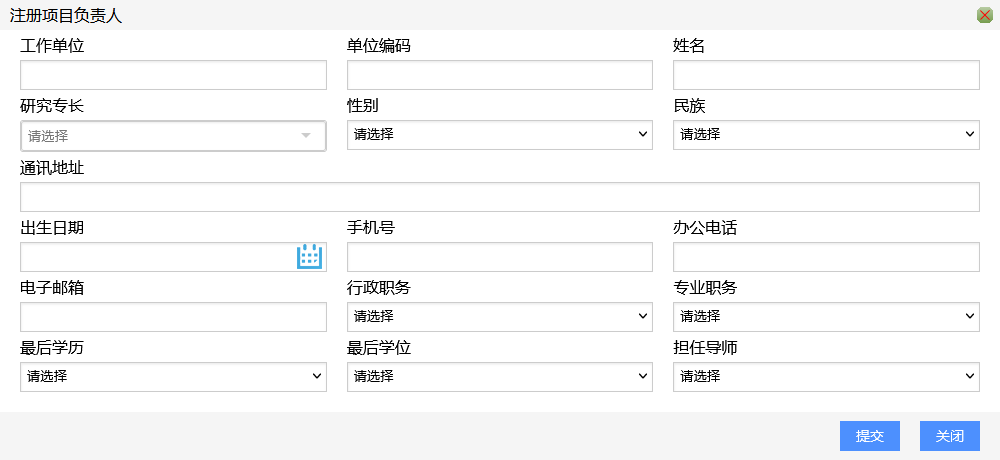 注册项目负责人
工作单位 单位编码 姓名
研究专长 性别 民族
请选择 请选择 请选择
通讯地址
出生日期 手机号 办公电话
电子邮箱 行政职务 专业职务
请选择 请选择
最后学历 最后学位 担任导师
请选择 请选择 请选择
提交 关闭